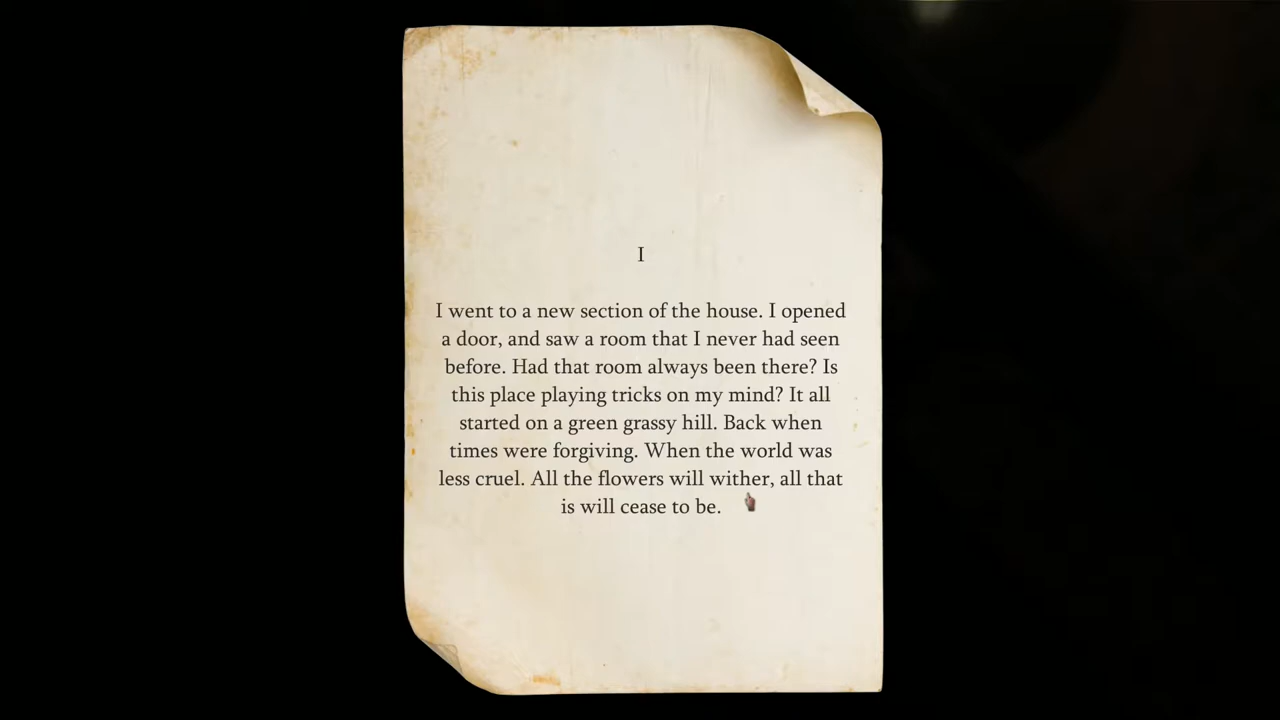 I
I went to a new section of the house. I opened
a door, and saw a room that I never had seen
before. Had that room always been there? Is
this place playing tricks on my mind? It all
started on a green grassy hill. Back when
times were forgiving. When the world was
less cruel. All the flowers will wither, all that
is will cease to be.